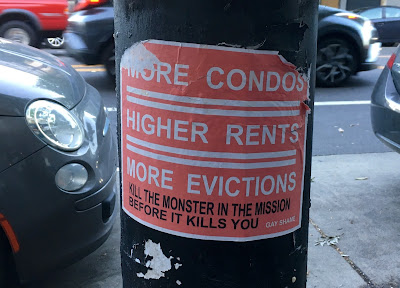 MORE CONDOS
HIGHER RENTS
MORE EVICTIONS
KILL THE MONSTER IN THE MISSION
BEFORE IT KILLS YOU
GAY SHAME